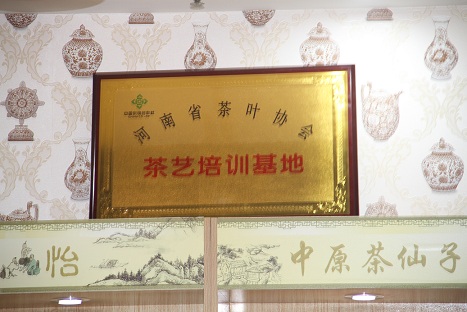 河南省茶叶协会
茶艺培训基地
怡
中原茶仙子